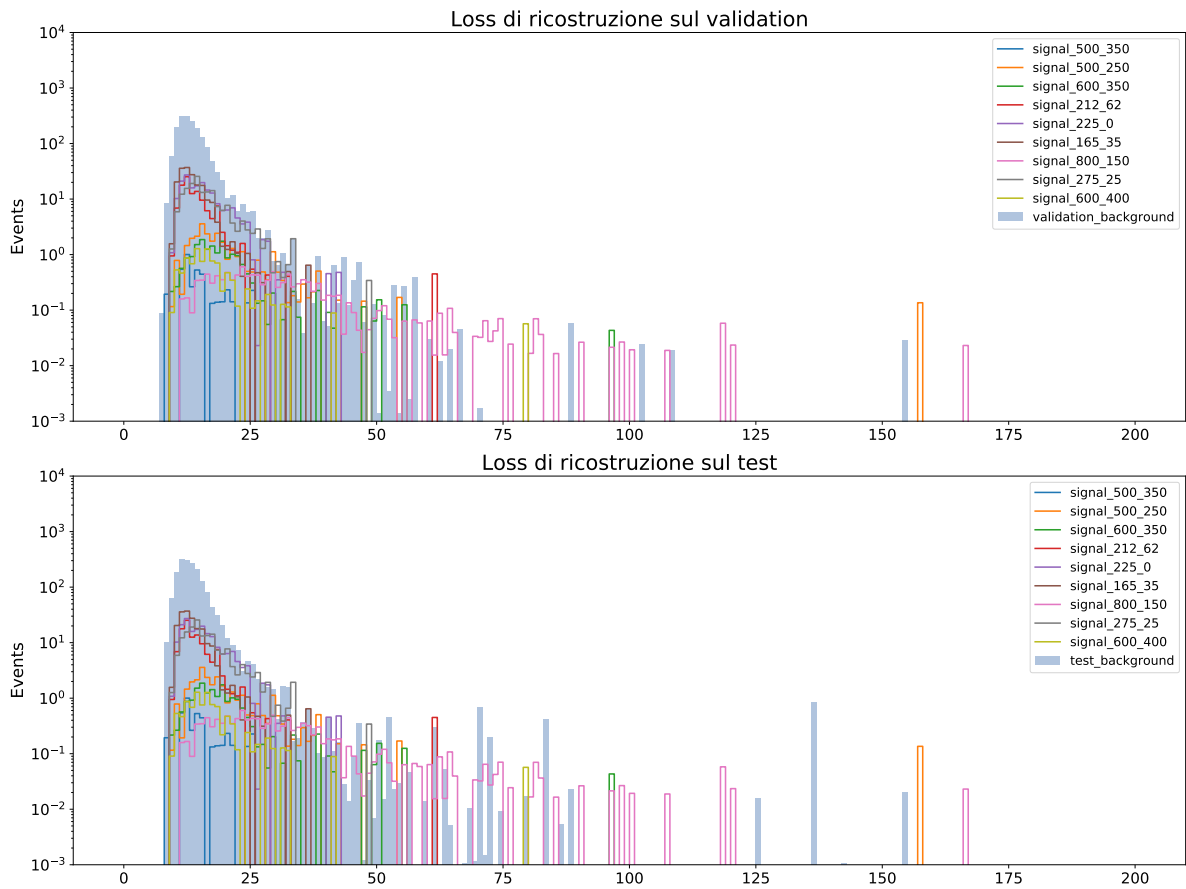 Loss di ricostruzione sul validation
10^4
10^3
10^2
10^1
10^0
10^−1
10^−2
10^−3
Events
signal_500_350
signal_500_250
signal_600_350
signal_212_62
signal_225_0
signal_165_35
signal_800_150
signal_275_25
signal_600_400
validation_background
0 25 50 75 100 125 150 175 200
Loss di ricostruzione sul test
10^4
10^3
10^2
10^1
10^0
10^−1
10^−2
10^−3
Events
signal_500_350
signal_500_250
signal_600_350
signal_212_62
signal_225_0
signal_165_35
signal_800_150
signal_275_25
signal_600_400
test_background
0 25 50 75 100 125 150 175 200